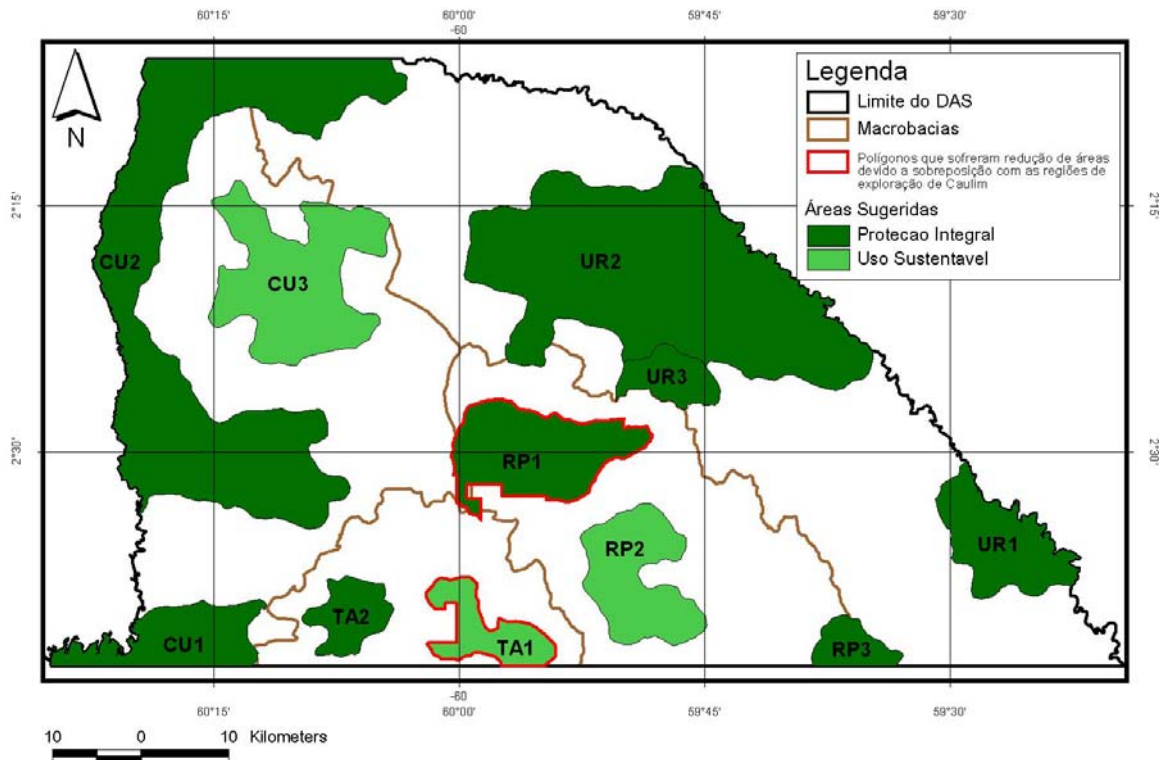 60°15' 60°00' 59°45' 59°30'
-60
N
Legenda
Limite do DAS
Macrobacias
Polígonos que sofreram redução de áreas
devido a sobreposição com as regiões de
exploração de Caulim
Áreas Sugeridas
Protecao Integral
Uso Sustentavel
2°15' 2°15'
CU2
UR2
CU3
UR3
2°30' 2°30'
RP1
RP2
UR1
TA2
CU1
TA1
RP3
-60
60°15' 60°00' 59°45' 59°30'
10 0 10 Kilometers